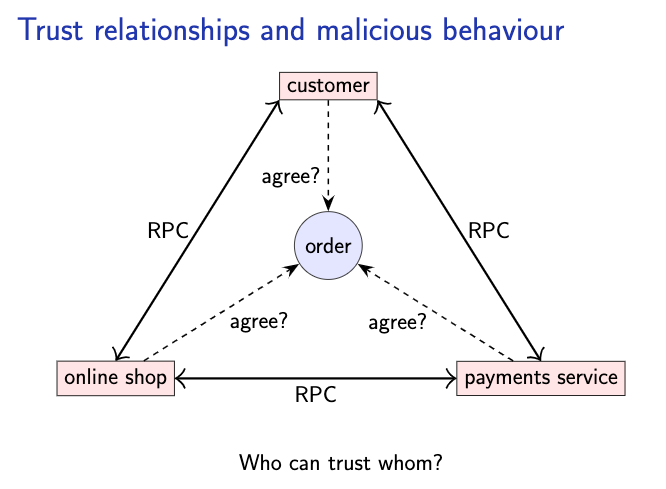 Trust relationships and malicious behaviour
customer
agree?
RPC
RPC
order
agree?
agree?
online shop
payments service
RPC
Who can trust whom?